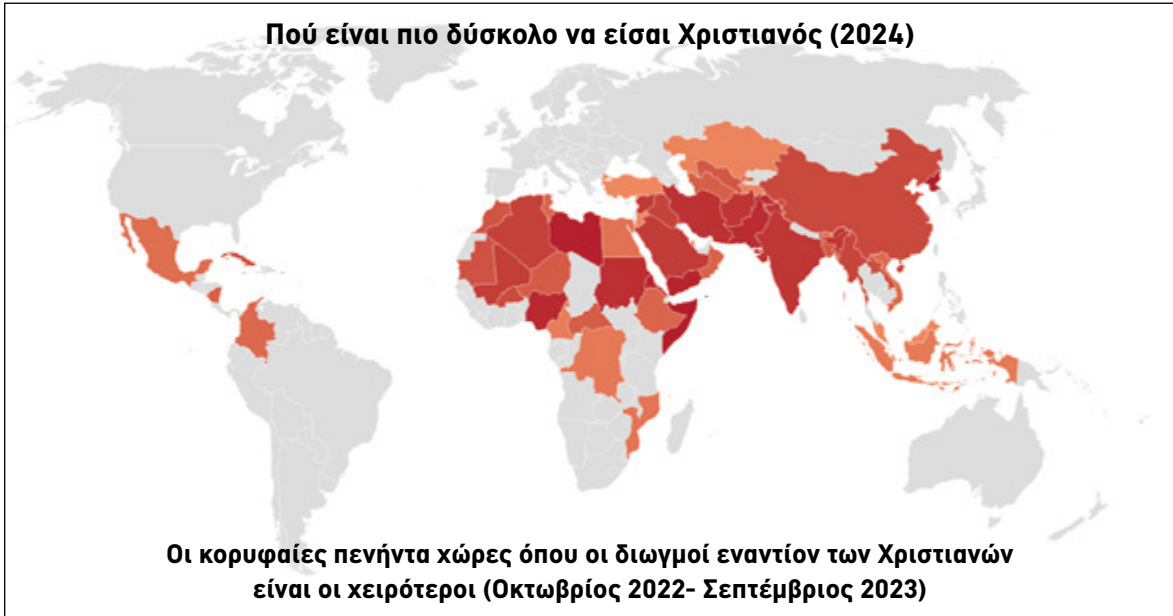 Πού είναι πιο δύσκολο να είσαι Χριστιανός (2024)
Οι κορυφαίες πενήντα χώρες όπου οι διωγμοί εναντίον των Χριστιανών
είναι οι χειρότεροι (Οκτωβρίος 2022- Σεπτέμβριος 2023)